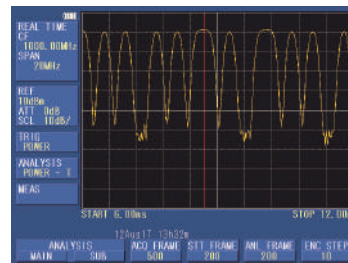 REAL TIME
CF
1000.00MHz
SPAN
20MHz
REF
10dBm
ATT 0dB
SCL 10dB/
TRIG
POWER
ANALYSIS
POWER - T
MEAS
START 6.00ms
STOP 12.00
12Aug17 13h32m
ANALYSIS
MAIN SUB
ACQ FRAME
500
STT FRAME
200
ANL FRAME
200
ENC STEP
10